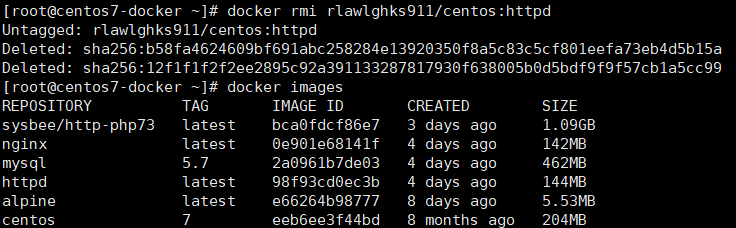 [root@centos7-docker ~]# docker rmi rlawlghks911/centos:httpd
Untagged: rlawlghks911/centos:httpd
Deleted: sha256:b58fa4624609bf691abc258284e13920350f8a5c83c5cf801eefa73eb4d5b15a
Deleted: sha256:12f1f1f2f2ee2895c92a391133287817930f638005b0d5bdf9f9f57cb1a5cc99
[root@centos7-docker ~]# docker images
REPOSITORY TAG IMAGE ID CREATED SIZE
sysbee/http-php73 latest bca0fdcf86e7 3 days ago 1.09GB
nginx latest 0e901e68141f 4 days ago 142MB
mysql 5.7 2a0961b7de03 4 days ago 462MB
httpd latest 98f93cd0ec3b 4 days ago 144MB
alpine latest e66264b98777 8 days ago 5.53MB
centos 7 eeb6ee3f44bd 8 months ago 204MB